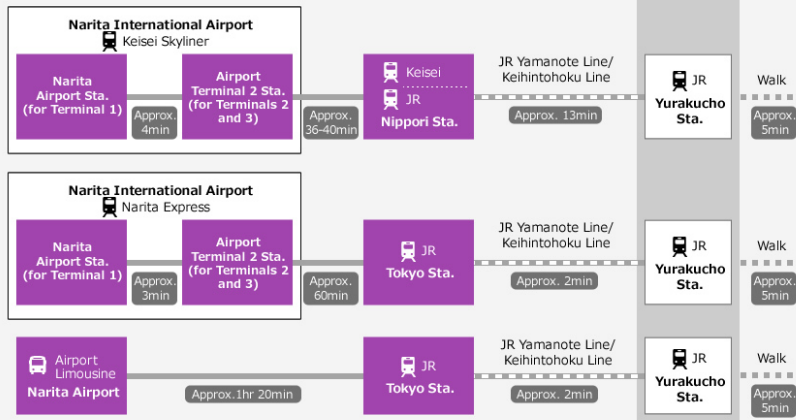 Narita International Airport
Keisei Skyliner
Narita
Airport Sta.
(for Terminal 1)
Approx.
4min
Airport
Terminal 2 Sta.
(for Terminals 2
and 3)
Approx.
36-40min
Keisei
JR
Nippori Sta.
JR Yamanote Line/
Keihintohoku Line
Approx. 13min
JR
Yurakucho
Sta.
Walk
Approx.
5min
Narita International Airport
Narita Express
Narita
Airport Sta.
(for Terminal 1)
Approx.
3min
Airport
Terminal 2 Sta.
(for Terminals 2
and 3)
Approx.
60min
JR
Tokyo Sta.
JR Yamanote Line/
Keihintohoku Line
Approx. 2min
JR
Yurakucho
Sta.
Walk
Approx.
5min
Airport
Limousine
Narita Airport
Approx.1hr 20min
JR
Tokyo Sta.
JR Yamanote Line/
Keihintohoku Line
Approx. 2min
JR
Yurakucho
Sta.
Walk
Approx.
5min